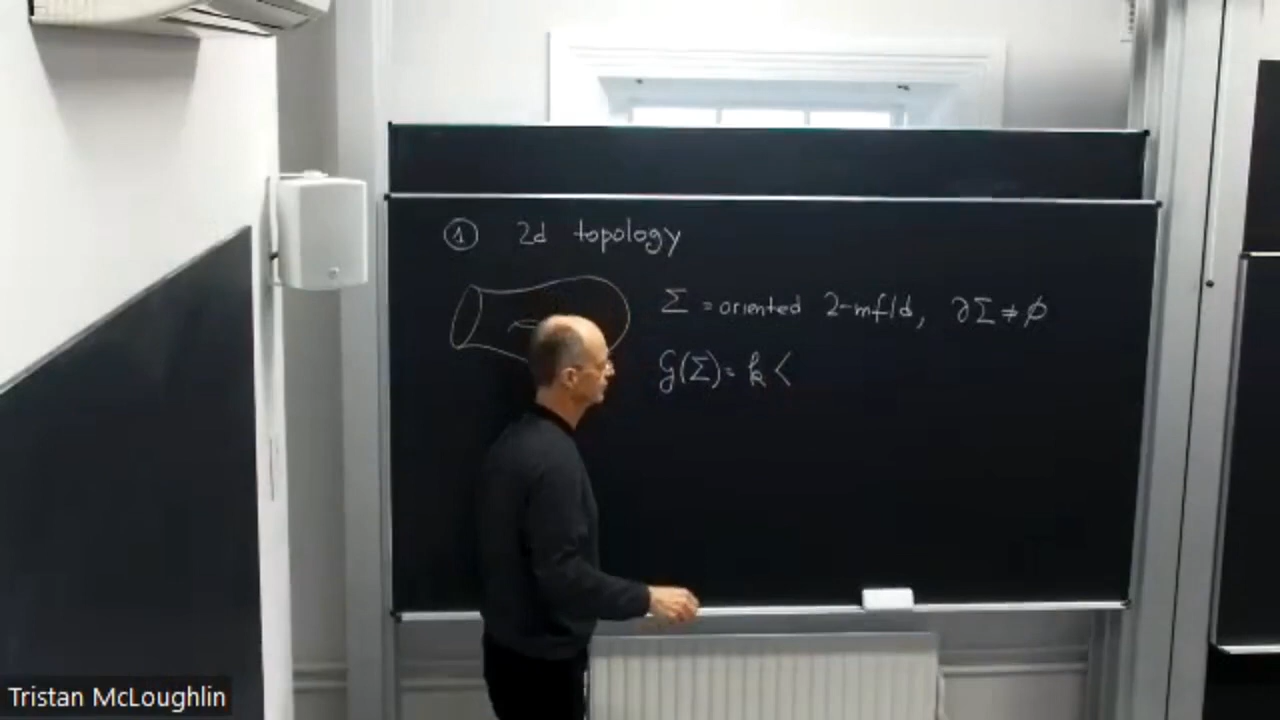 ① 2d topology
Σ = oriented 2-mfld, ∂Σ ≠ ∅
𝒢(Σ) = 𝕜 <
Tristan McLoughlin